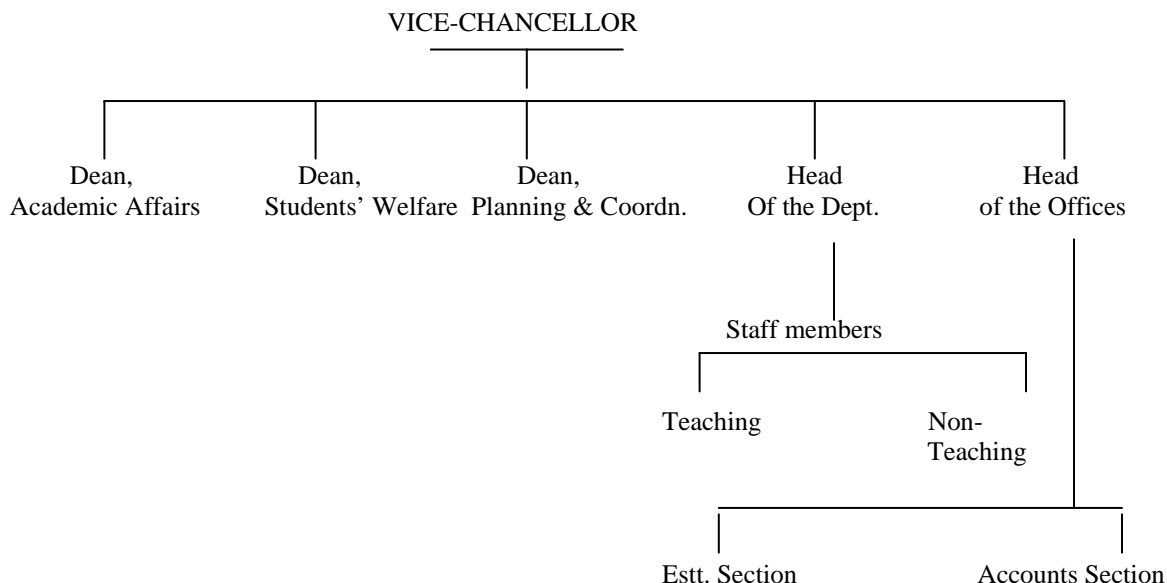 VICE-CHANCELLOR
Dean,
Academic Affairs
Dean,
Students’ Welfare
Dean,
Planning & Coordn.
Head
Of the Dept.
Head
of the Offices
Staff members
Teaching
Non-
Teaching
Estt. Section
Accounts Section